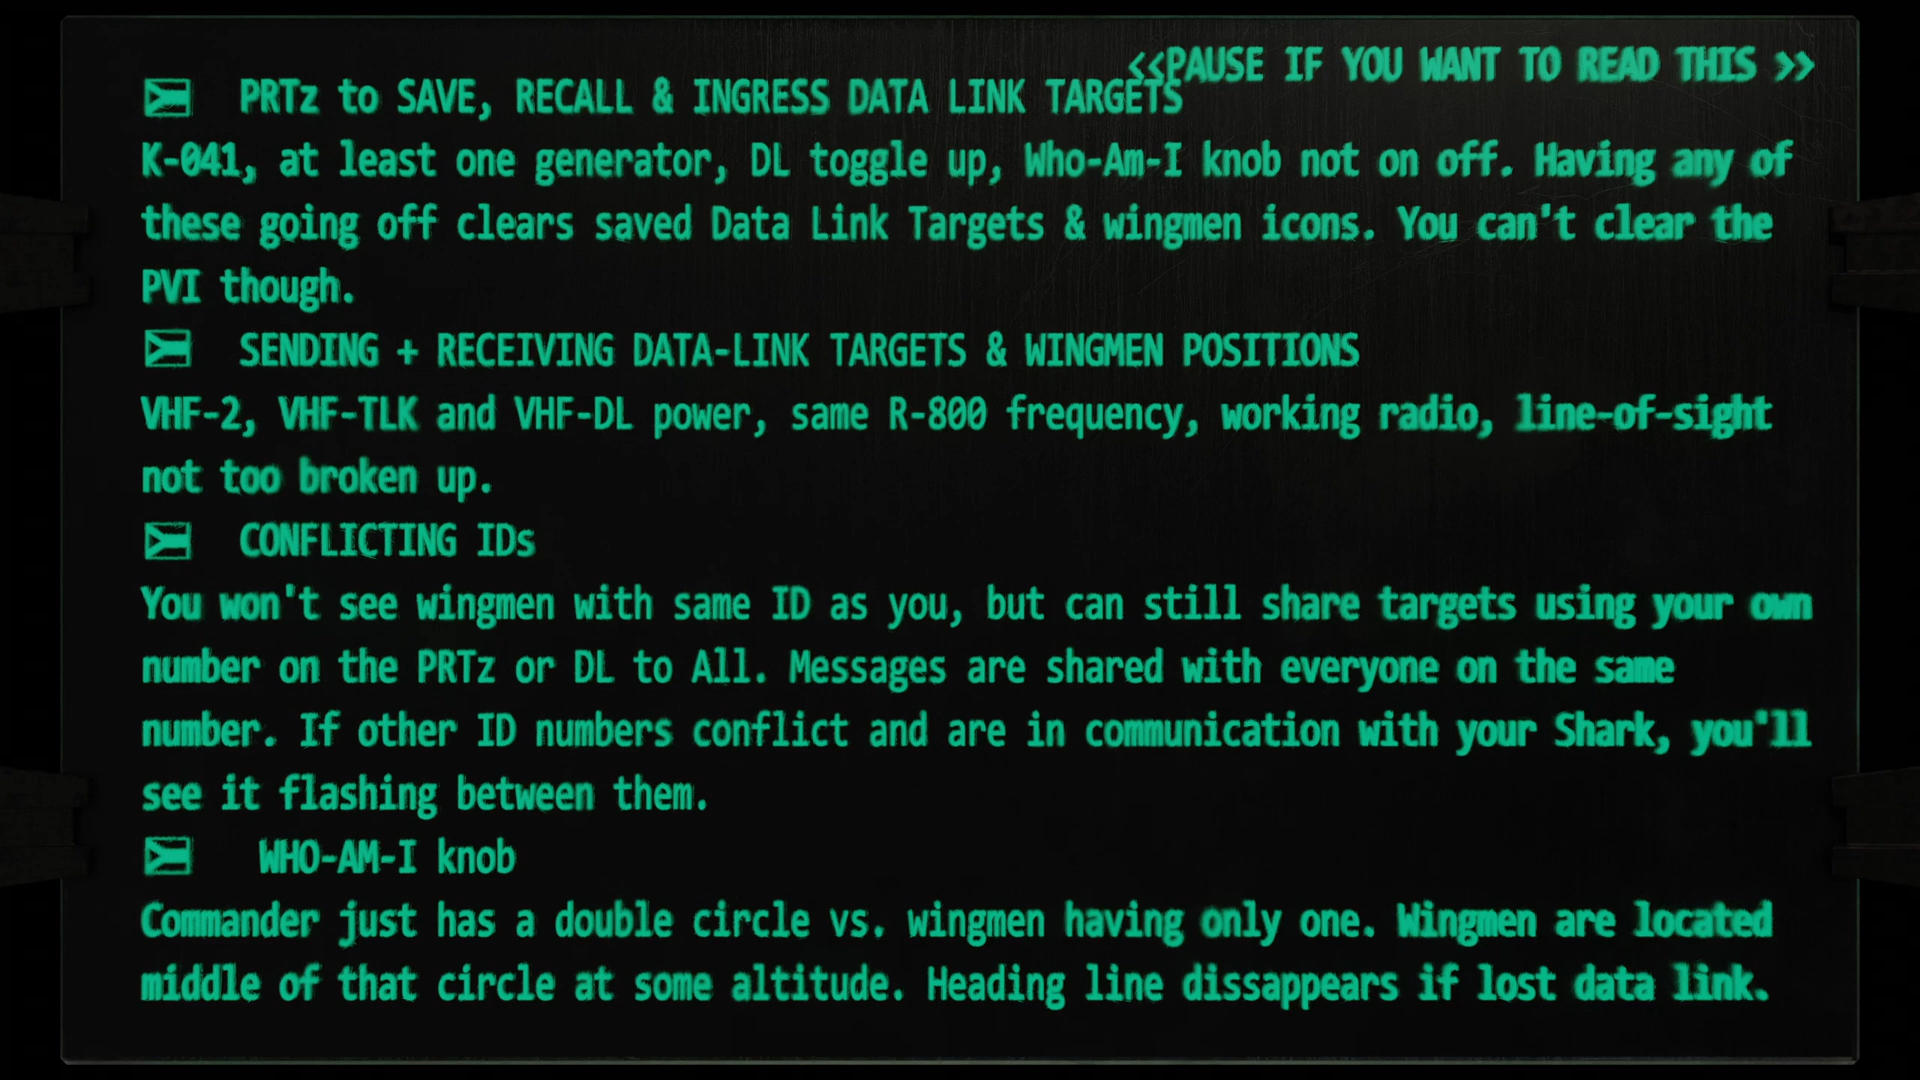 <<PAUSE IF YOU WANT TO READ THIS >>
PRTz to SAVE, RECALL & INGRESS DATA LINK TARGETS
K-041, at least one generator, DL toggle up, Who-Am-I knob not on off. Having any of
these going off clears saved Data Link Targets & wingmen icons. You can't clear the
PVI though.
SENDING + RECEIVING DATA-LINK TARGETS & WINGMEN POSITIONS
VHF-2, VHF-TLK and VHF-DL power, same R-800 frequency, working radio, line-of-sight
not too broken up.
CONFLICTING IDs
You won't see wingmen with same ID as you, but can still share targets using your own
number on the PRTz or DL to All. Messages are shared with everyone on the same
number. If other ID numbers conflict and are in communication with your Shark, you'll
see it flashing between them.
WHO-AM-I knob
Commander just has a double circle vs. wingmen having only one. Wingmen are located
middle of that circle at some altitude. Heading line dissappears if lost data link.